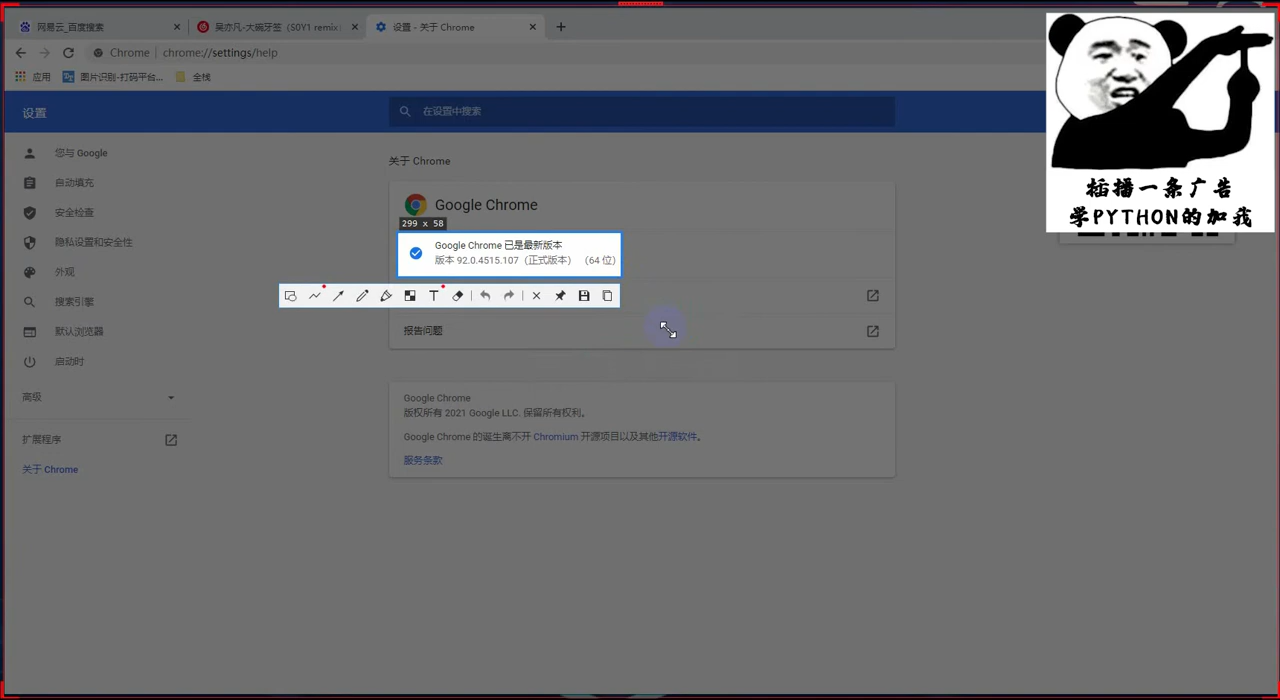 网易云_百度搜索
吴亦凡-大碗牙签（S0Y1 remix）
设置 - 关于 Chrome
Chrome
chrome://settings/help
应用
图片识别-打码平台...
全栈
设置
在设置中搜索
您与 Google
自动填充
安全检查
隐私设置和安全性
外观
搜索引擎
默认浏览器
启动时
高级
扩展程序
关于 Chrome
关于 Chrome
Google Chrome
299 x 58
Google Chrome 已是最新版本
版本 92.0.4515.107（正式版本） （64 位）
T
报告问题
Google Chrome
版权所有 2021 Google LLC. 保留所有权利。
Google Chrome 的诞生离不开 Chromium 开源项目以及其他开源软件。
服务条款
插播一条广告
学PYTHON的加我